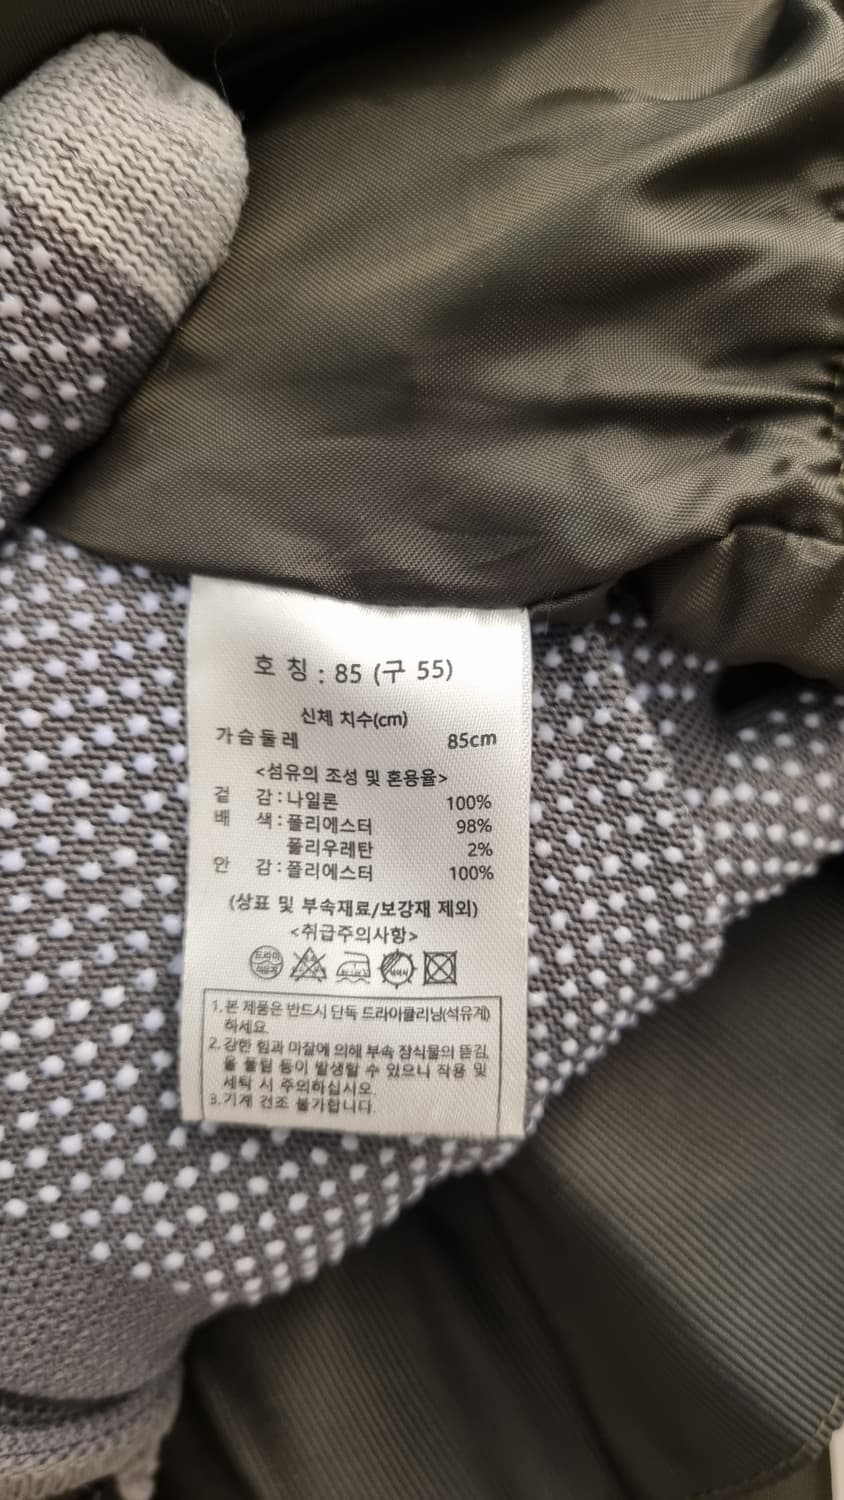 호 칭 : 85 (구 55)
신체 치수(cm)
가슴둘레 85cm
<섬유의 조성 및 혼용율>
겉 감 : 나일론 100%
배 색 : 폴리에스터 98%
폴리우레탄 2%
안 감 : 폴리에스터 100%
(상표 및 부속재료/보강재 제외)
<취급주의사항>
드라이
석유계
1. 본 제품은 반드시 단독 드라이클리닝(석유계)
하세요.
2. 강한 힘과 마찰에 의해 부속 장식물의 뜯김,
올 풀림 등이 발생할 수 있으니 착용 및
세탁 시 주의하십시오.
3. 기계 건조 불가합니다.